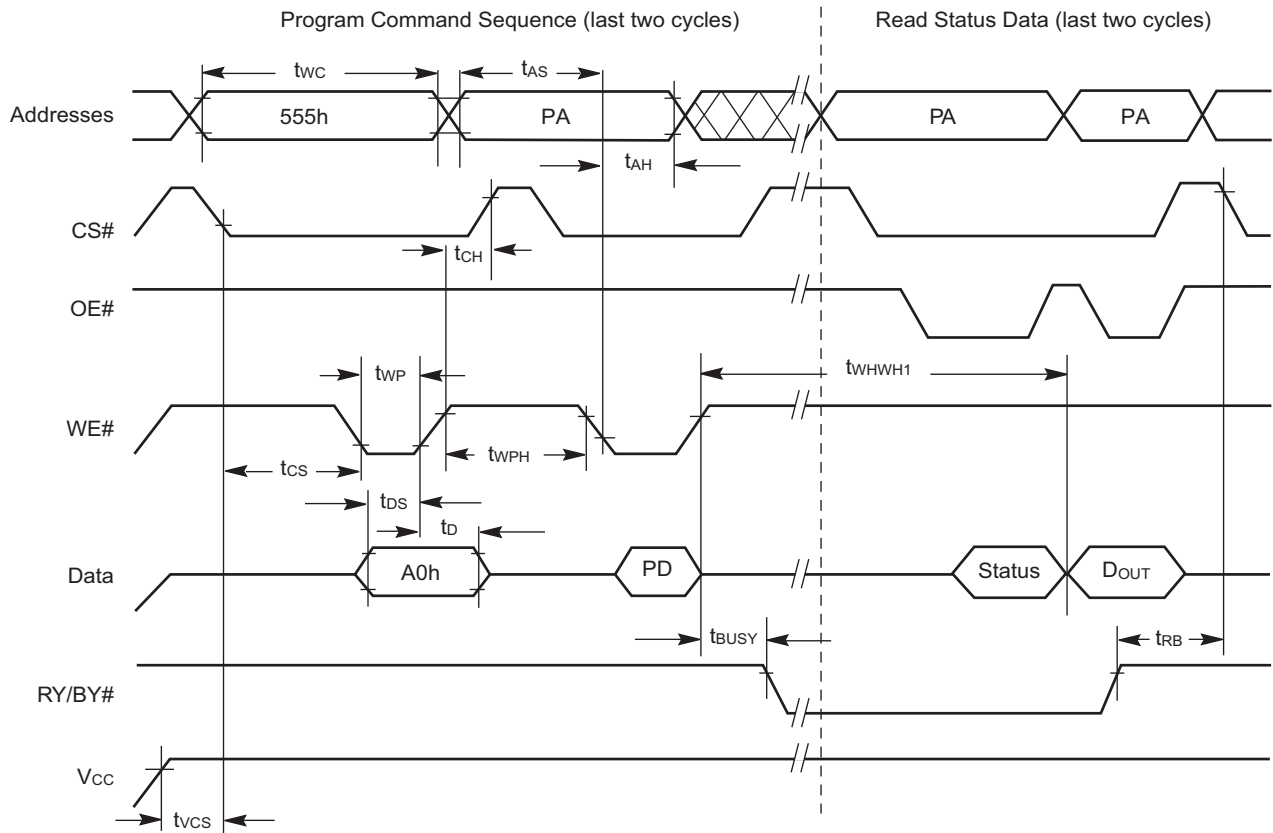 Program Command Sequence (last two cycles) Read Status Data (last two cycles)
tWC tAS
Addresses 555h PA PA PA
tAH
CS#
tCH
OE#
tWP tWHWH1
WE#
tCS tWPH
tDS
tD
Data A0h PD Status DOUT
tBUSY tRB
RY/BY#
VCC
tVCS